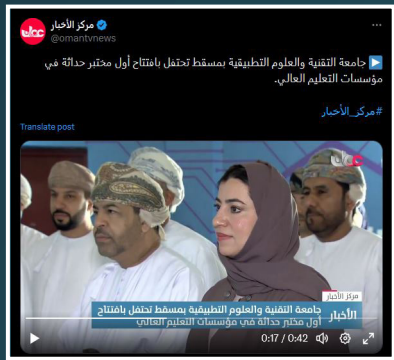 مركز الأخبار
@omantvnews
جامعة التقنية والعلوم التطبيقية بمسقط تحتفل بافتتاح أول مختبر حداثة في
مؤسسات التعليم العالي.
#مركز_الأخبار
Translate post
مركز الأخبار
الأخبار
جامعة التقنية والعلوم التطبيقية بمسقط تحتفل بافتتاح
أول مختبر حداثة في مؤسسات التعليم العالي
0:17 / 0:42